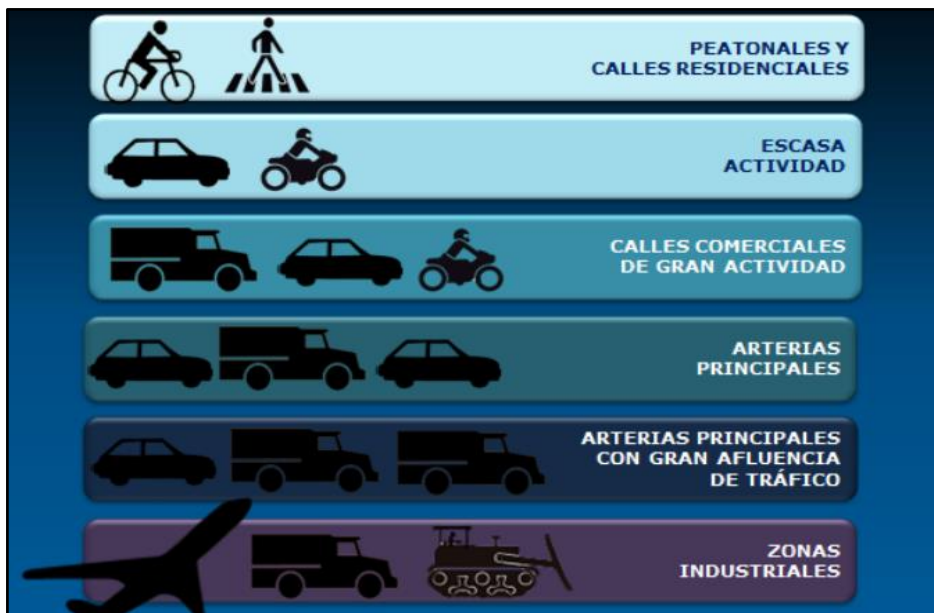 PEATONALES Y
CALLES RESIDENCIALES
ESCASA
ACTIVIDAD
CALLES COMERCIALES
DE GRAN ACTIVIDAD
ARTERIAS
PRINCIPALES
ARTERIAS PRINCIPALES
CON GRAN AFLUENCIA
DE TRÁFICO
ZONAS
INDUSTRIALES